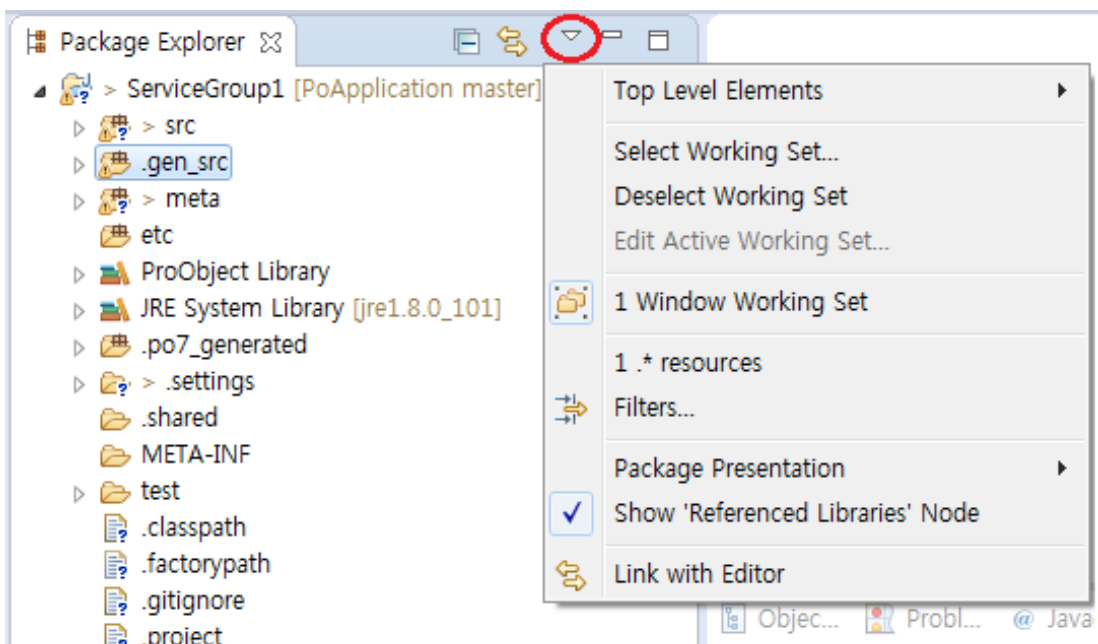 Package Explorer
> ServiceGroup1 [PoApplication master]
> src
.gen_src
> meta
etc
ProObject Library
JRE System Library [jre1.8.0_101]
.po7_generated
> .settings
.shared
META-INF
test
.classpath
.factorypath
.gitignore
.project
Top Level Elements
Select Working Set...
Deselect Working Set
Edit Active Working Set...
1 Window Working Set
1 .* resources
Filters...
Package Presentation
Show 'Referenced Libraries' Node
Link with Editor
Objec... Probl... @ Java